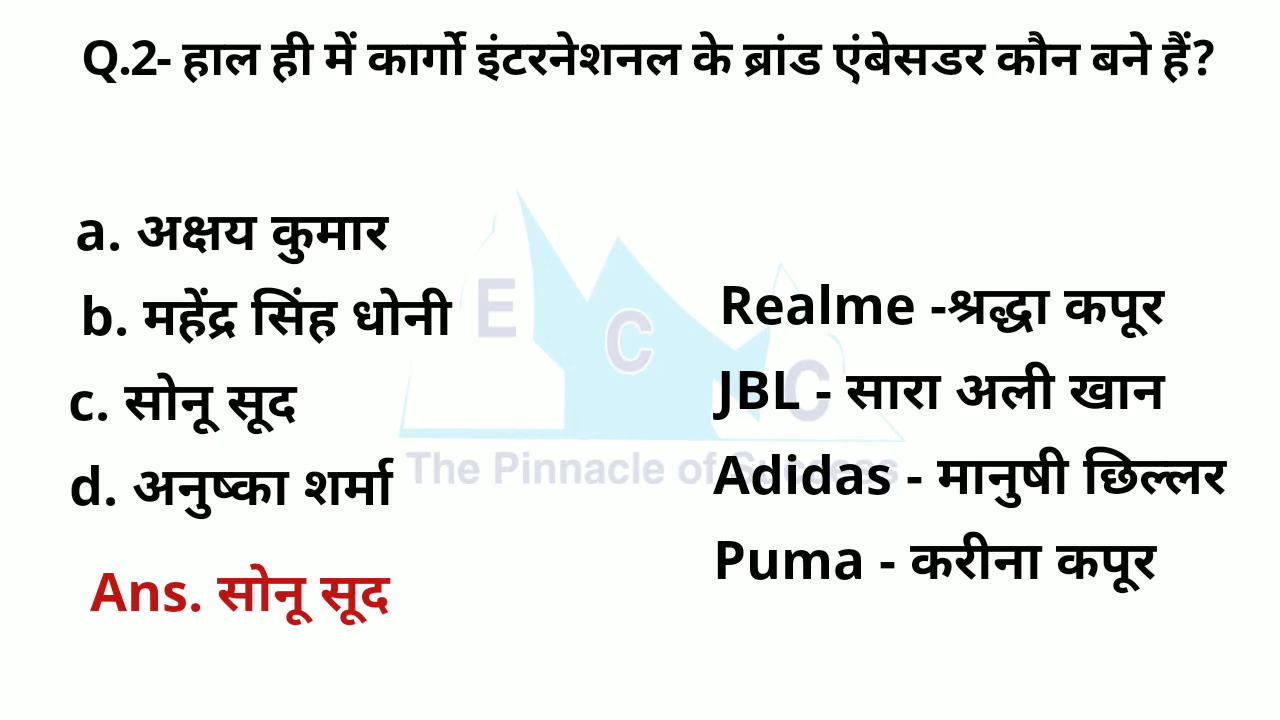 Q.2- हाल ही में कार्गो इंटरनेशनल के ब्रांड एंबेसडर कौन बने हैं?
a. अक्षय कुमार
b. महेंद्र सिंह धोनी
c. सोनू सूद
d. अनुष्का शर्मा
Ans. सोनू सूद
Realme -श्रद्धा कपूर
JBL - सारा अली खान
Adidas - मानुषी छिल्लर
Puma - करीना कपूर
E C C
The Pinnacle of Success